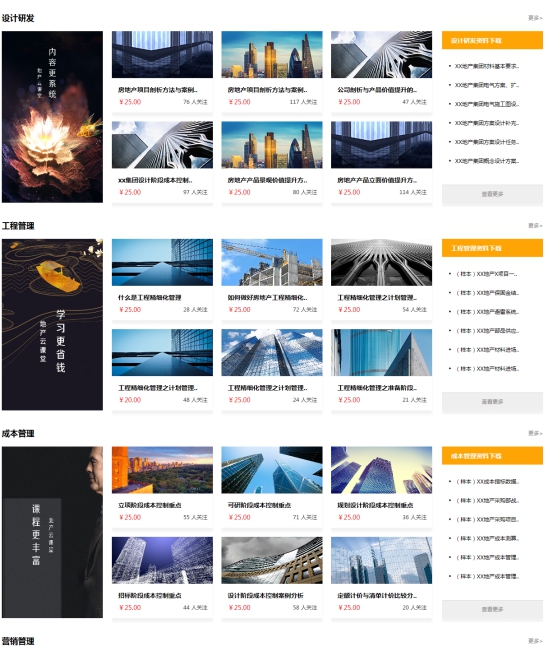 设计研发
更多>
内容更系统
地产云课堂
房地产项目剖析方法与案例..
¥25.00 76 人关注
房地产项目剖析方法与案例..
¥25.00 117 人关注
公司剖析与产品价值提升的..
¥25.00 47 人关注
xx集团设计阶段成本控制..
¥25.00 97 人关注
房地产产品景观价值提升方..
¥25.00 80 人关注
房地产产品立面价值提升方..
¥25.00 114 人关注
设计研发资料下载
XX地产集团材料基本要求..
XX地产集团电气方案、扩..
XX地产集团电气施工图设..
XX地产集团方案设计补充..
XX地产集团方案设计任务..
XX地产集团概念设计方案..
查看更多
工程管理
更多>
学习更省钱
地产云课堂
什么是工程精细化管理
¥25.00 28 人关注
如何做好房地产工程精细化..
¥25.00 72 人关注
工程精细化管理之计划管理..
¥25.00 54 人关注
工程精细化管理之计划管理..
¥20.00 48 人关注
工程精细化管理之计划管理..
¥25.00 24 人关注
工程精细化管理之准备阶段..
¥25.00 21 人关注
工程管理资料下载
（样本）XX地产X项目一..
（样本）XX地产保国金结..
（样本）XX地产通窗系统..
（样本）XX地产部品供应..
（样本）XX地产材料进场..
（样本）XX地产材料进场..
查看更多
成本管理
更多>
课程更丰富
地产云课堂
立项阶段成本控制重点
¥25.00 55 人关注
可研阶段成本控制重点
¥25.00 71 人关注
规划设计阶段成本控制重点
¥25.00 36 人关注
招标阶段成本控制重点
¥25.00 44 人关注
设计阶段成本控制案例分析
¥25.00 58 人关注
定额计价与清单计价比较分..
¥25.00 20 人关注
成本管理资料下载
（样本）XX成本指标数据..
（样本）XX地产采购部战..
（样本）XX地产采购项目..
（样本）XX地产成本测算..
（样本）XX地产成本管理..
（样本）XX地产成本管理..
查看更多
营销管理
更多>